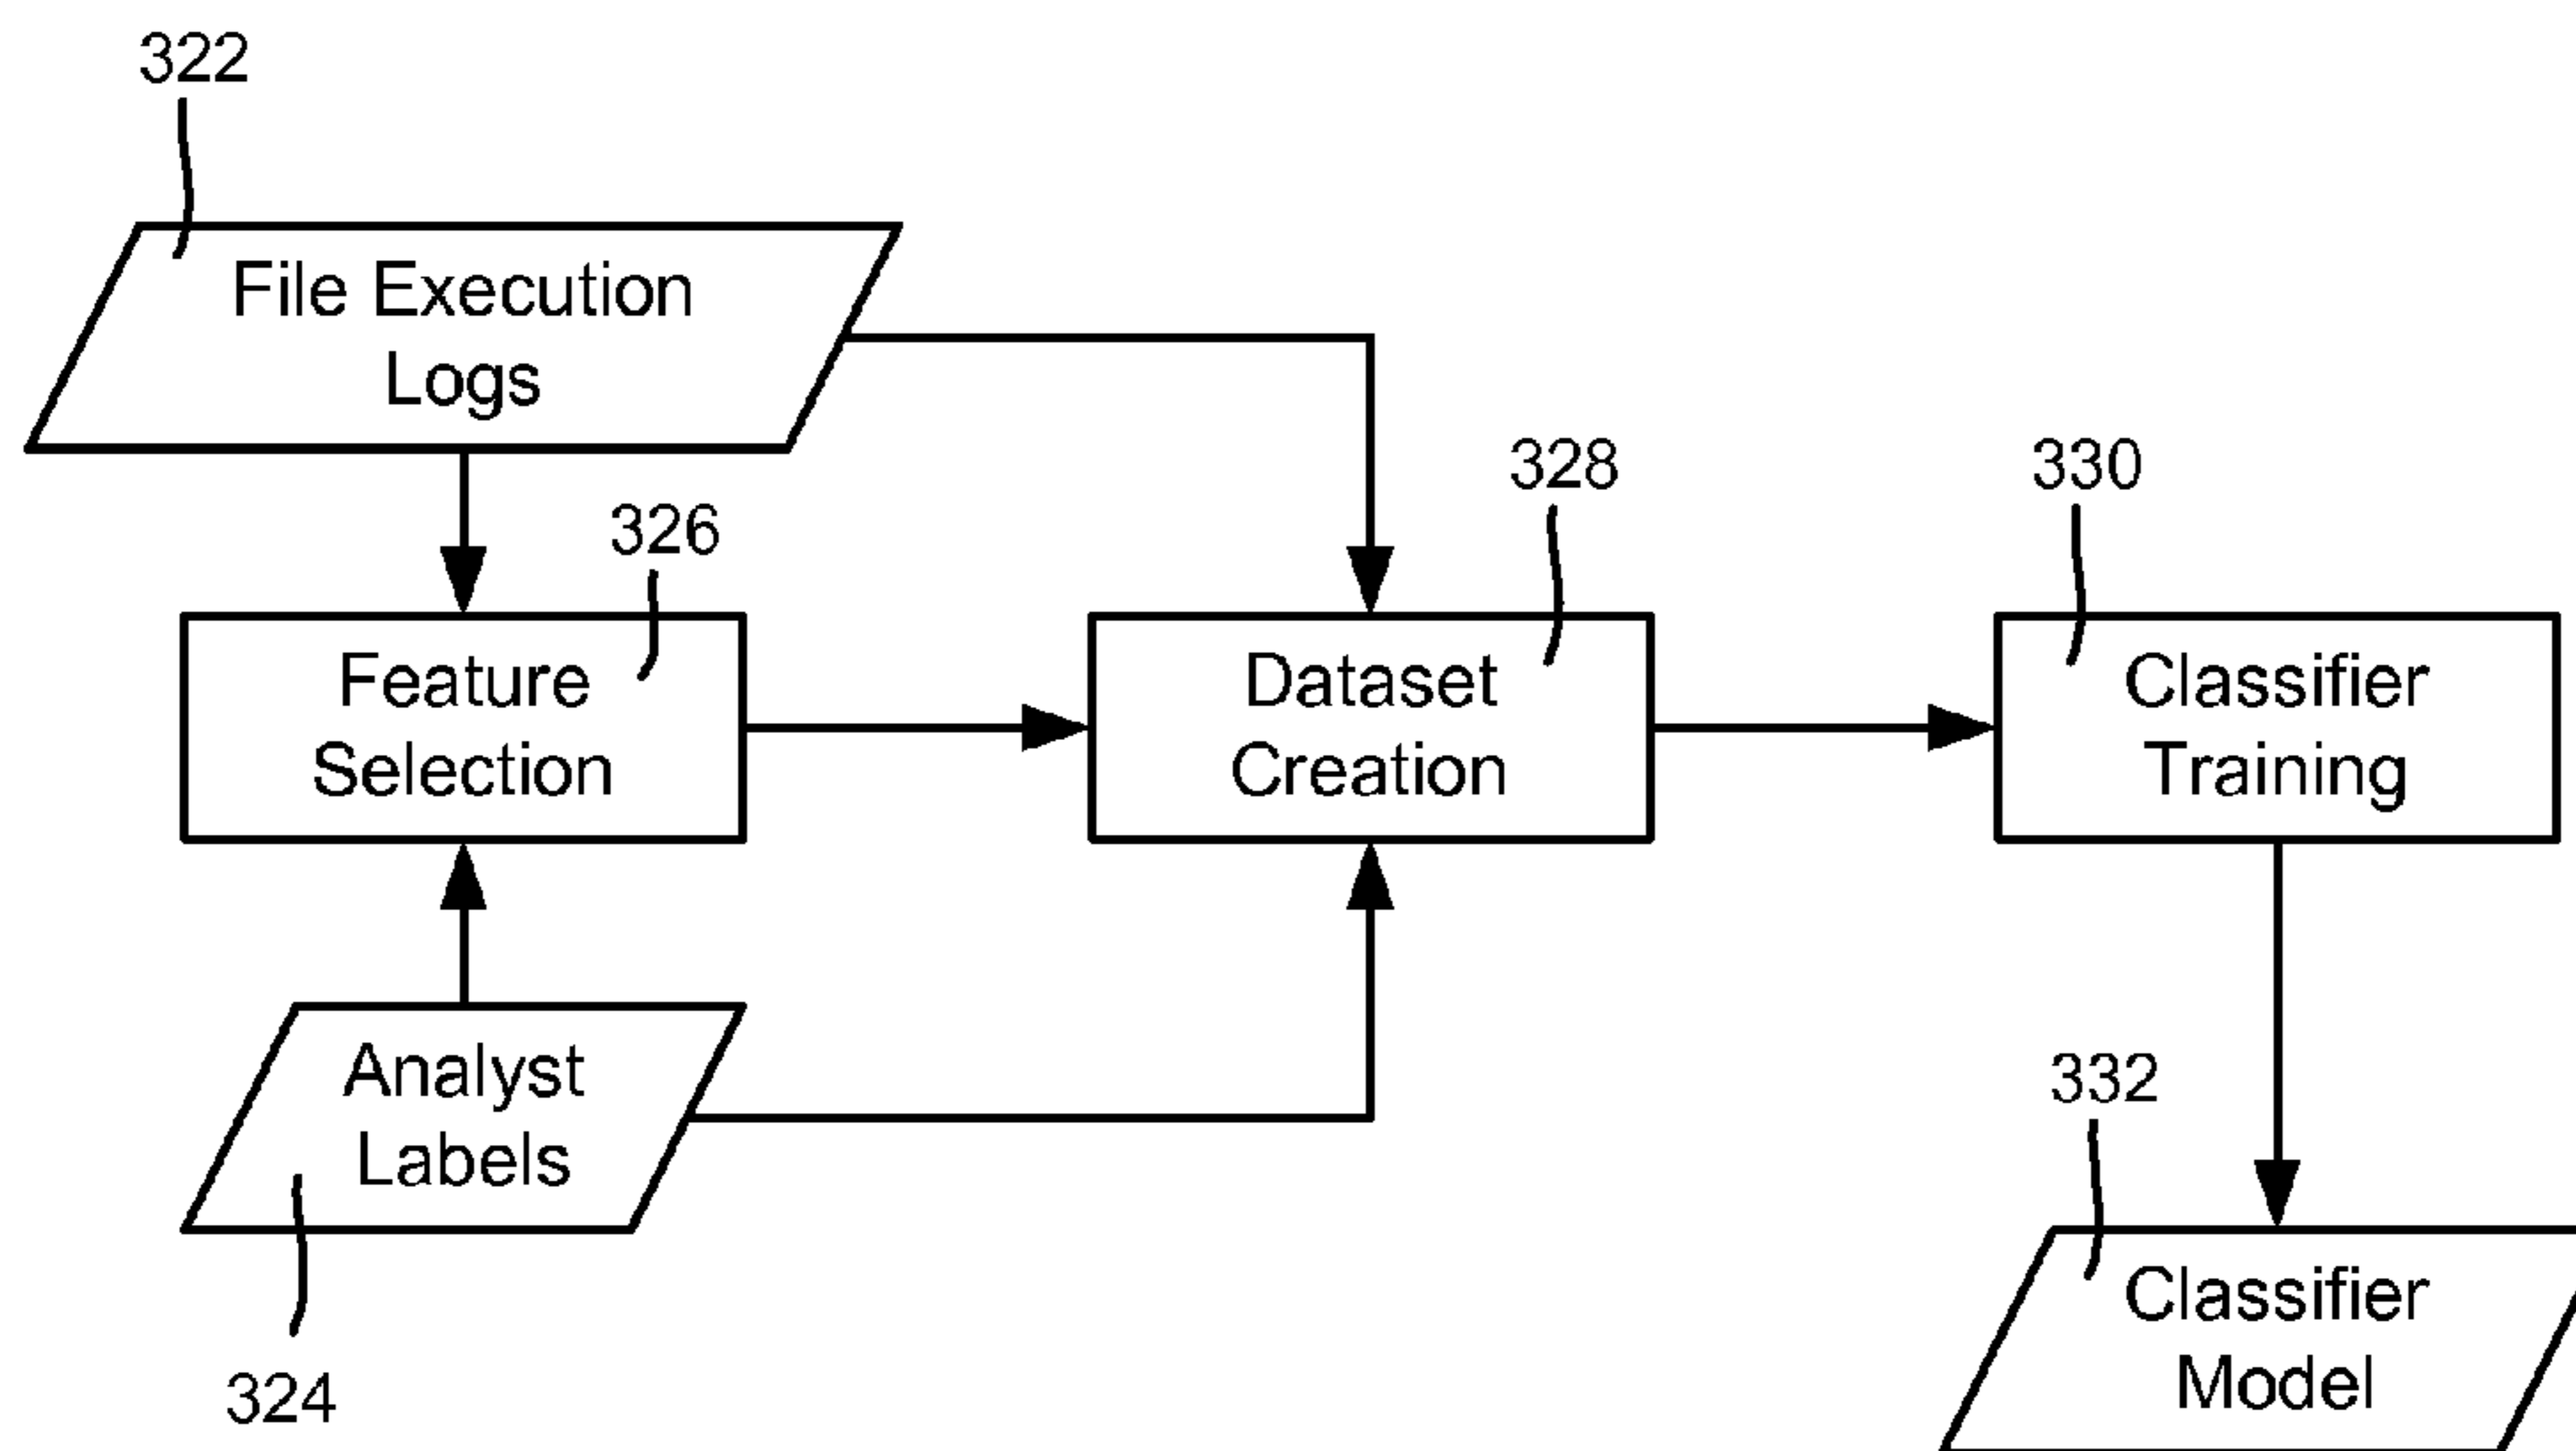 322
File Execution
Logs
326
328
330
Feature
Selection
Dataset
Creation
Classifier
Training
Analyst
Labels
324
332
Classifier
Model